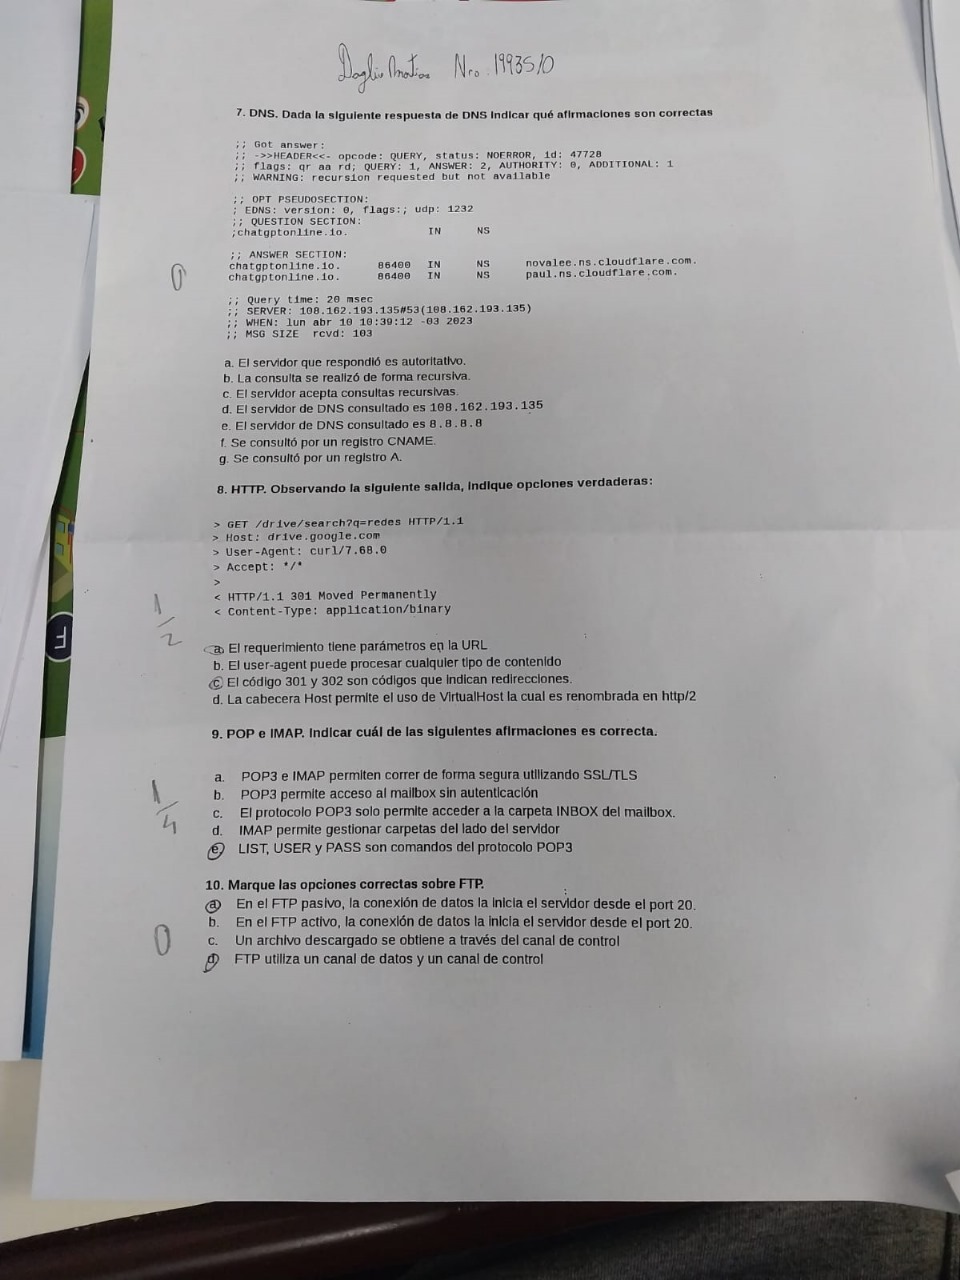 Nro. 19935/0
7. DNS. Dada la siguiente respuesta de DNS indicar qué afirmaciones son correctas
;; Got answer:
;; ->>HEADER<<- opcode: QUERY, status: NOERROR, id: 47728
;; flags: qr aa rd; QUERY: 1, ANSWER: 2, AUTHORITY: 0, ADDITIONAL: 1
;; WARNING: recursion requested but not available
;; OPT PSEUDOSECTION:
; EDNS: version: 0, flags:; udp: 1232
;; QUESTION SECTION:
;chatgptonline.io. IN NS
;; ANSWER SECTION:
chatgptonline.io. 86400 IN NS novalee.ns.cloudflare.com.
chatgptonline.io. 86400 IN NS paul.ns.cloudflare.com.
0
;; Query time: 20 msec
;; SERVER: 108.162.193.135#53(108.162.193.135)
;; WHEN: lun abr 10 10:39:12 -03 2023
;; MSG SIZE rcvd: 103
a. El servidor que respondió es autoritativo.
b. La consulta se realizó de forma recursiva.
c. El servidor acepta consultas recursivas.
d. El servidor de DNS consultado es 108.162.193.135
e. El servidor de DNS consultado es 8.8.8.8
f. Se consultó por un registro CNAME.
g. Se consultó por un registro A.
8. HTTP. Observando la siguiente salida, indique opciones verdaderas:
> GET /drive/search?q=redes HTTP/1.1
> Host: drive.google.com
> User-Agent: curl/7.68.0
> Accept: */*
>
< HTTP/1.1 301 Moved Permanently
< Content-Type: application/binary
1/2
a. El requerimiento tiene parámetros en la URL
b. El user-agent puede procesar cualquier tipo de contenido
c. El código 301 y 302 son códigos que indican redirecciones.
d. La cabecera Host permite el uso de VirtualHost la cual es renombrada en http/2
9. POP e IMAP. Indicar cuál de las siguientes afirmaciones es correcta.
a. POP3 e IMAP permiten correr de forma segura utilizando SSL/TLS
b. POP3 permite acceso al mailbox sin autenticación
c. El protocolo POP3 solo permite acceder a la carpeta INBOX del mailbox.
1/4
d. IMAP permite gestionar carpetas del lado del servidor
e. LIST, USER y PASS son comandos del protocolo POP3
10. Marque las opciones correctas sobre FTP.
a. En el FTP pasivo, la conexión de datos la inicia el servidor desde el port 20.
b. En el FTP activo, la conexión de datos la inicia el servidor desde el port 20.
0
c. Un archivo descargado se obtiene a través del canal de control
d. FTP utiliza un canal de datos y un canal de control